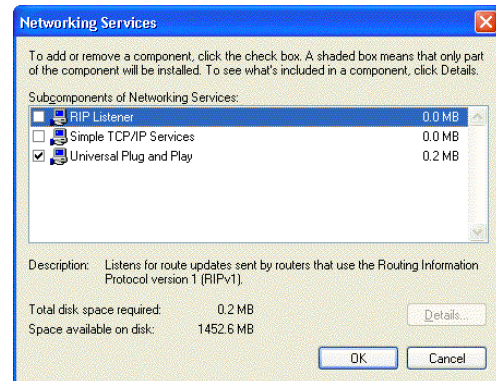 Networking Services
To add or remove a component, click the check box. A shaded box means that only part
of the component will be installed. To see what's included in a component, click Details.
Subcomponents of Networking Services:
RIP Listener 0.0 MB
Simple TCP/IP Services 0.0 MB
Universal Plug and Play 0.2 MB
Description: Listens for route updates sent by routers that use the Routing Information
Protocol version 1 (RIPv1).
Total disk space required: 0.2 MB
Space available on disk: 1452.6 MB
Details...
OK Cancel